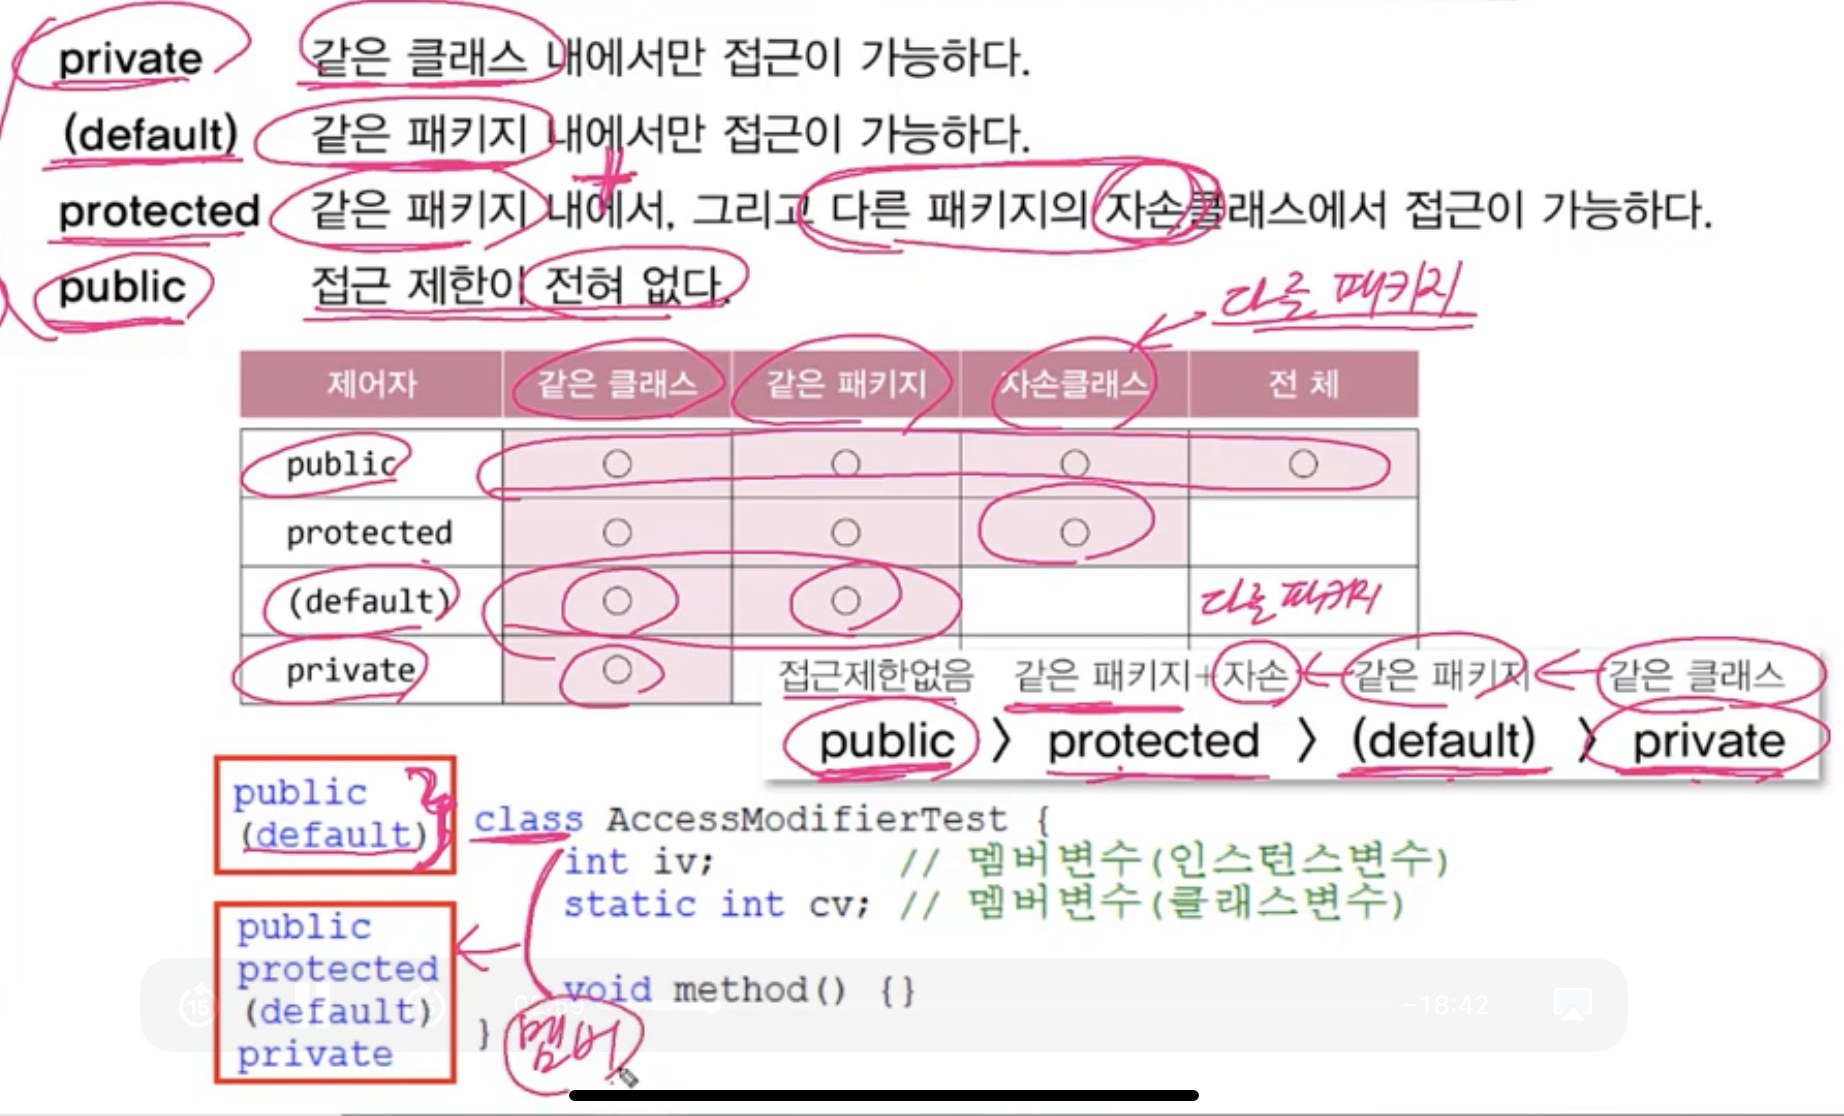 private 같은 클래스 내에서만 접근이 가능하다.
(default) 같은 패키지 내에서만 접근이 가능하다.
protected 같은 패키지 내에서, 그리고 다른 패키지의 자손클래스에서 접근이 가능하다.
public 접근 제한이 전혀 없다.
다른 패키지
제어자 같은 클래스 같은 패키지 자손클래스 전 체
public ○ ○ ○ ○
protected ○ ○ ○
(default) ○ ○ 다른 패키지
private ○
접근제한없음 같은 패키지+자손 같은 패키지 같은 클래스
public 〉 protected 〉 (default) 〉 private
public
(default)
class AccessModifierTest {
int iv; // 멤버변수(인스턴스변수)
static int cv; // 멤버변수(클래스변수)
void method() {}
}
public
protected
(default)
private
멤버
15
-18:42